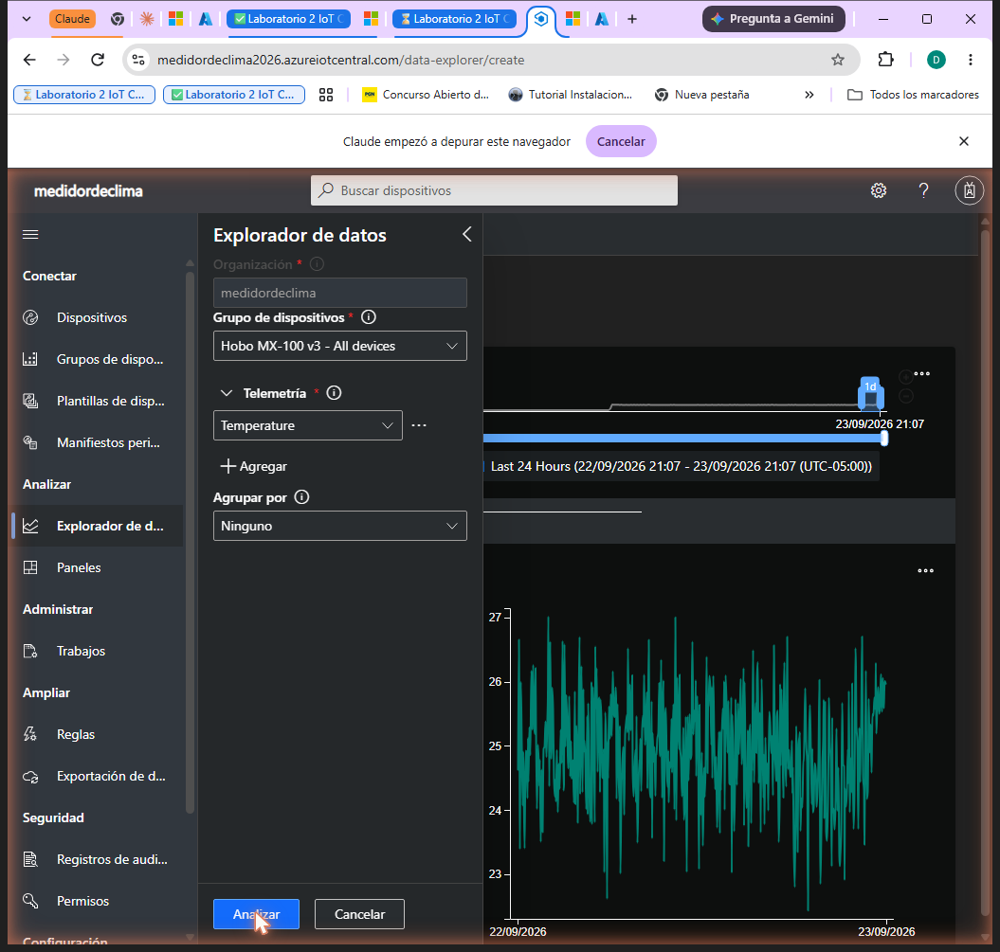 Claude
Laboratorio 2 IoT C
Laboratorio 2 IoT C
Pregunta a Gemini
medidordeclima2026.azureiotcentral.com/data-explorer/create
D
Laboratorio 2 IoT C...
Laboratorio 2 IoT C...
PGN
Concurso Abierto d...
Tutorial Instalacion...
Nueva pestaña
Todos los marcadores
Claude empezó a depurar este navegador
Cancelar
medidordeclima
Buscar dispositivos
Conectar
Dispositivos
Grupos de dispo...
Plantillas de disp...
Manifiestos peri...
Analizar
Explorador de d...
Paneles
Administrar
Trabajos
Ampliar
Reglas
Exportación de d...
Seguridad
Registros de audi...
Permisos
Configuración
Explorador de datos
Organización *
medidordeclima
Grupo de dispositivos *
Hobo MX-100 v3 - All devices
Telemetría *
Temperature
Agregar
Agrupar por
Ninguno
Analizar
Cancelar
1d
23/09/2026 21:07
Last 24 Hours (22/09/2026 21:07 - 23/09/2026 21:07 (UTC-05:00))
27
26
25
24
23
22/09/2026
23/09/2026